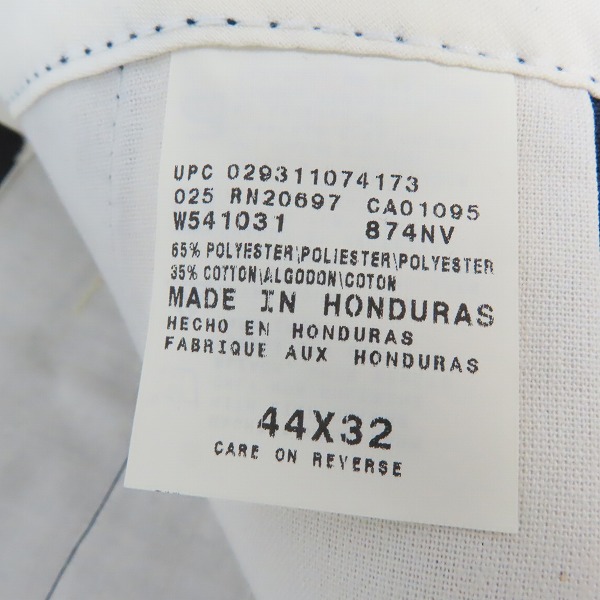 UPC 029311074173
025 RN20697 CA01095
W541031 874NV
65% POLYESTER\POLIESTER\POLYESTER
35% COTTON\ALGODON\COTON
MADE IN HONDURAS
HECHO EN HONDURAS
FABRIQUE AUX HONDURAS
44X32
CARE ON REVERSE